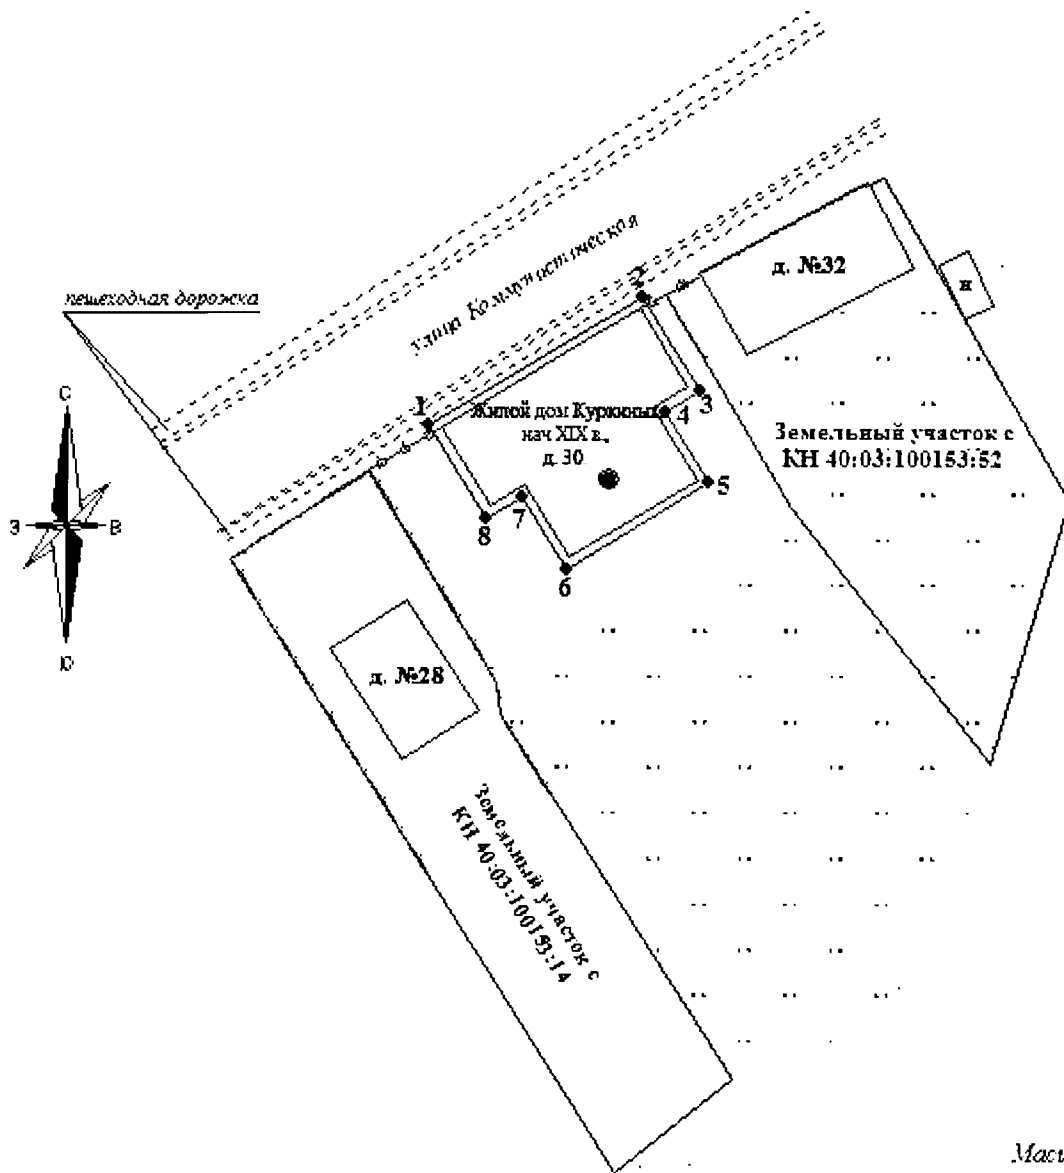 улица Коммунистическая
пешеходная дорожка
д. №32
н
2
1
3
4
Жилой дом Куркиных
нач XIX в.,
д. 30
5
7
8
6
Земельный участок с
КН 40:03:100153:52
С
З
В
Ю
д. №28
Земельный участок с
КН 40:03:100153:14